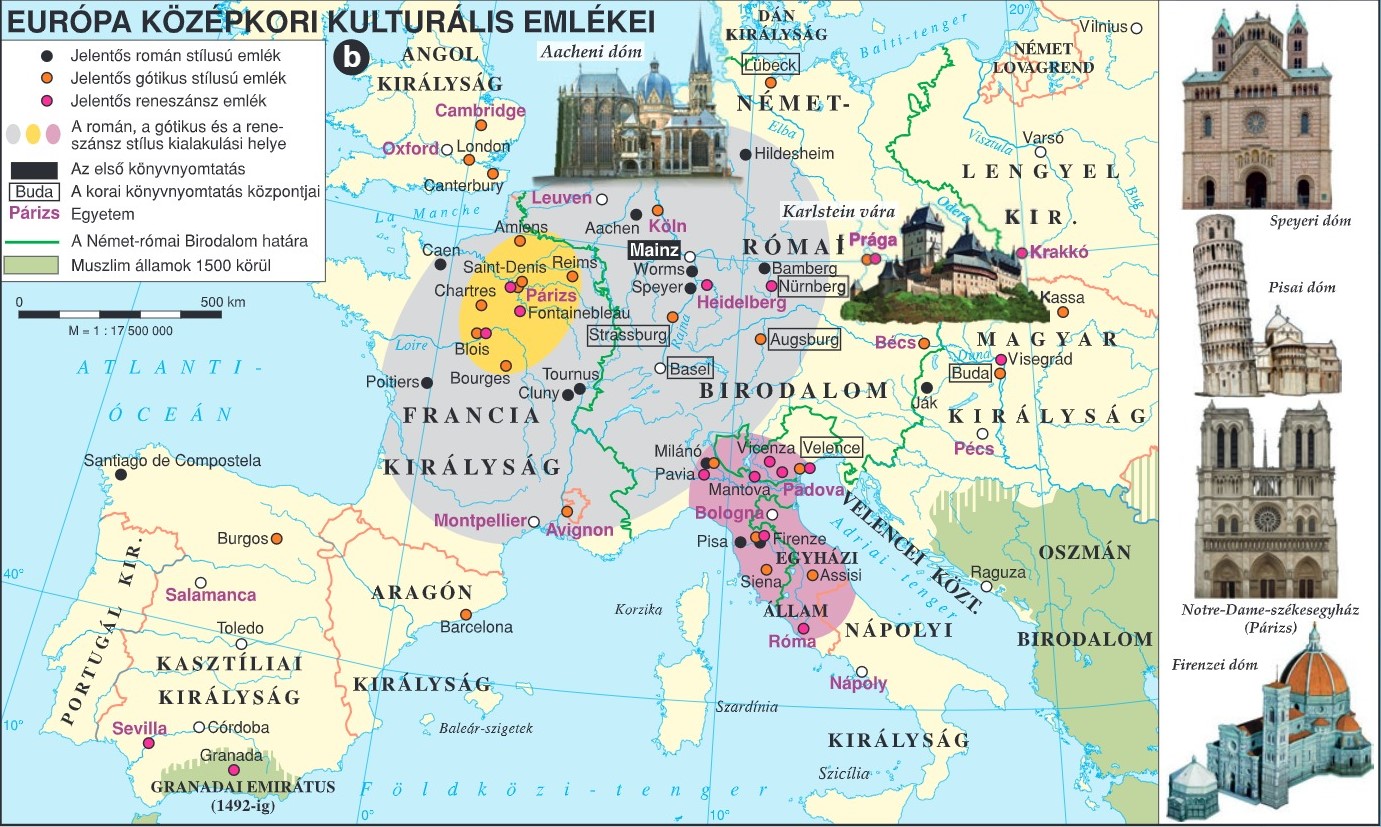 EURÓPA KÖZÉPKORI KULTURÁLIS EMLÉKEI
b
Jelentős román stílusú emlék
Jelentős gótikus stílusú emlék
Jelentős reneszánsz emlék
A román, a gótikus és a rene-
szánsz stílus kialakulási helye
Az első könyvnyomtatás
Buda A korai könyvnyomtatás központjai
Párizs Egyetem
A Német-római Birodalom határa
Muszlim államok 1500 körül
0 500 km
M = 1 : 17 500 000
ANGOL
KIRÁLYSÁG
Cambridge
Oxford
London
Canterbury
La Manche
Aacheni dóm
DÁN
KIRÁLYSÁG
Balti-tenger
20°
Vilnius
NÉMET
LOVAGREND
Lübeck
NÉMET-
Elba
Hildesheim
Visztula
Varsó
LENGYEL
KIR.
Bug
Odera
Leuven
Aachen
Köln
Karlstein vára
Amiens
Mainz
RÓMAI
Prága
Krakkó
Caen
Saint-Denis
Reims
Worms
Bamberg
Speyer
Nürnberg
Chartres
Párizs
Heidelberg
Fontainebleau
Kassa
Rajna
Strassburg
Augsburg
Bécs
MAGYAR
Loire
Blois
Duna
Visegrád
Basel
Buda
Bourges
Tournus
Poitiers
Cluny
BIRODALOM
Ják
FRANCIA
KIRÁLYSÁG
KIRÁLYSÁG
Pécs
ATLANTI-
ÓCEÁN
Santiago de Compostela
Milánó
Vicenza
Velence
Pavia
Mantova
Padova
Bologna
Montpellier
Avignon
VELENCEI KÖZT.
Adriai-tenger
Burgos
Pisa
Firenze
EGYHÁZI
OSZMÁN
40°
PORTUGÁL KIR.
Salamanca
ARAGÓN
Siena
Assisi
Raguza
Korzika
ÁLLAM
Barcelona
Toledo
Róma
NÁPOLYI
BIRODALOM
KASZTÍLIAI
KIRÁLYSÁG
KIRÁLYSÁG
Nápoly
Szardínia
10°
Sevilla
Córdoba
Baleár-szigetek
KIRÁLYSÁG
Granada
Szicília
GRANADAI EMIRÁTUS
(1492-ig)
Földközi-tenger
0°
10°
Speyeri dóm
Pisai dóm
Notre-Dame-székesegyház
(Párizs)
Firenzei dóm